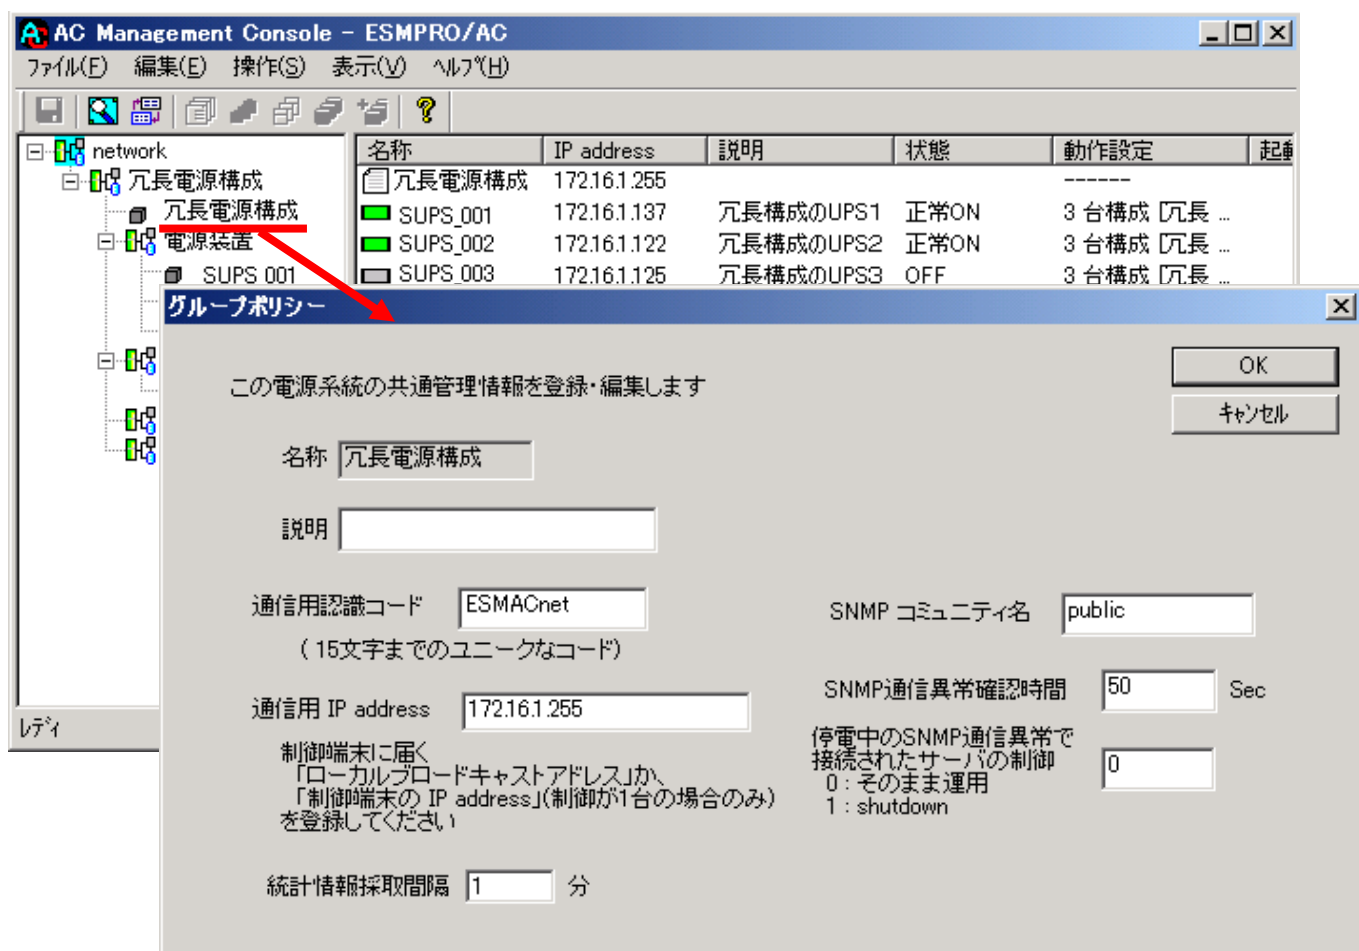 AC Management Console - ESMPRO/AC
ファイル(F) 編集(E) 操作(S) 表示(V) ヘルプ(H)
名称 IP address 説明 状態 動作設定 起動
network
冗長電源構成
冗長電源構成
電源装置
SUPS_001
冗長電源構成 172.16.1.255 ------
SUPS_001 172.16.1.137 冗長構成のUPS1 正常ON 3 台構成 [冗長 ...
SUPS_002 172.16.1.122 冗長構成のUPS2 正常ON 3 台構成 [冗長 ...
SUPS_003 172.16.1.125 冗長構成のUPS3 OFF 3 台構成 [冗長 ...
レディ
グループポリシー
この電源系統の共通管理情報を登録・編集します
OK
キャンセル
名称 冗長電源構成
説明
通信用認識コード ESMACnet
( 15文字までのユニークなコード)
通信用 IP address 172.16.1.255
制御端末に届く
「ローカルブロードキャストアドレス」か、
「制御端末の IP address」(制御が1台の場合のみ)
を登録してください
統計情報採取間隔 1 分
SNMP コミュニティ名 public
SNMP通信異常確認時間 50 Sec
停電中のSNMP通信異常で
接続されたサーバの制御 0
0 : そのまま運用
1 : shutdown